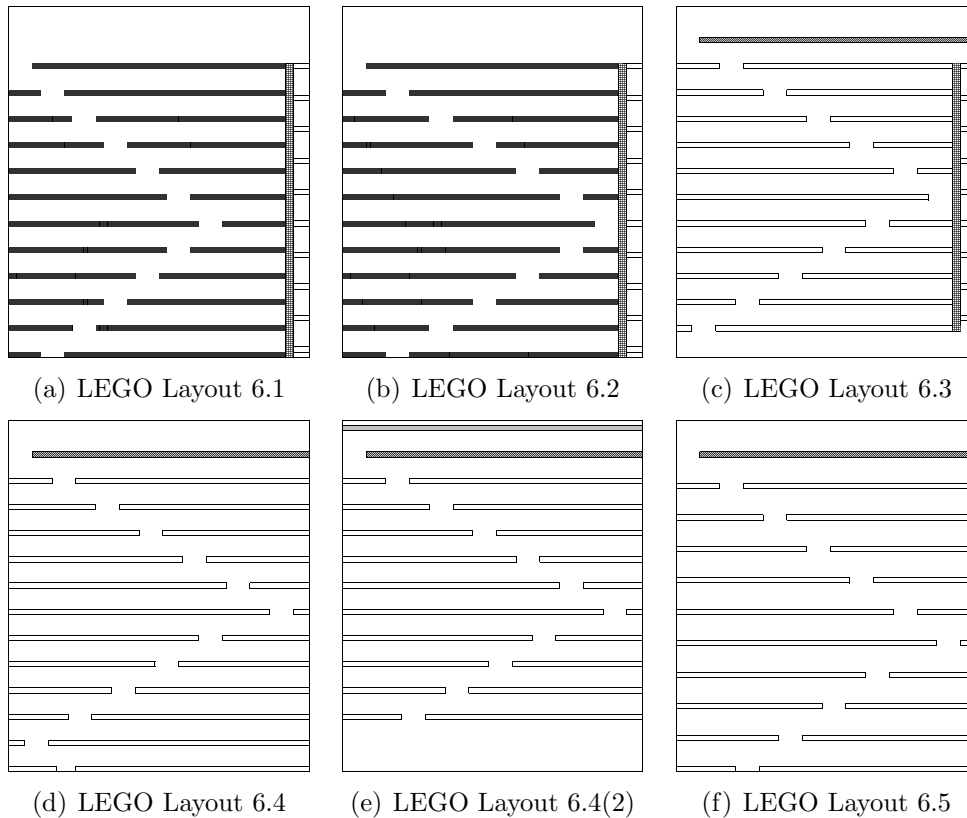 (a) LEGO Layout 6.1
(b) LEGO Layout 6.2
(c) LEGO Layout 6.3
(d) LEGO Layout 6.4
(e) LEGO Layout 6.4(2)
(f) LEGO Layout 6.5